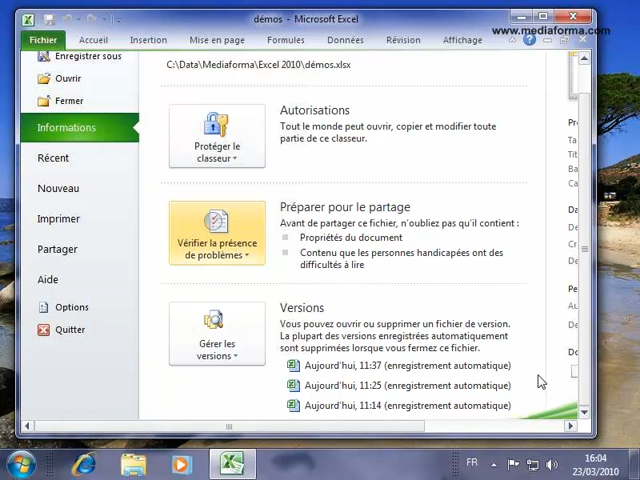 démos - Microsoft Excel
www.mediaforma.com
Fichier Accueil Insertion Mise en page Formules Données Révision Affichage
Enregistrer sous
Ouvrir
Fermer
Informations
Récent
Nouveau
Imprimer
Partager
Aide
Options
Quitter
C:\Data\Mediaforma\Excel 2010\démos.xlsx
Protéger le
classeur
Autorisations
Tout le monde peut ouvrir, copier et modifier toute
partie de ce classeur.
Vérifier la présence
de problèmes
Préparer pour le partage
Avant de partager ce fichier, n'oubliez pas qu'il contient :
Propriétés du document
Contenu que les personnes handicapées ont des
difficultés à lire
Gérer les
versions
Versions
Vous pouvez ouvrir ou supprimer un fichier de version.
La plupart des versions enregistrées automatiquement
sont supprimées lorsque vous fermez ce fichier.
Aujourd'hui, 11:37 (enregistrement automatique)
Aujourd'hui, 11:25 (enregistrement automatique)
Aujourd'hui, 11:14 (enregistrement automatique)
FR
16:04
23/03/2010